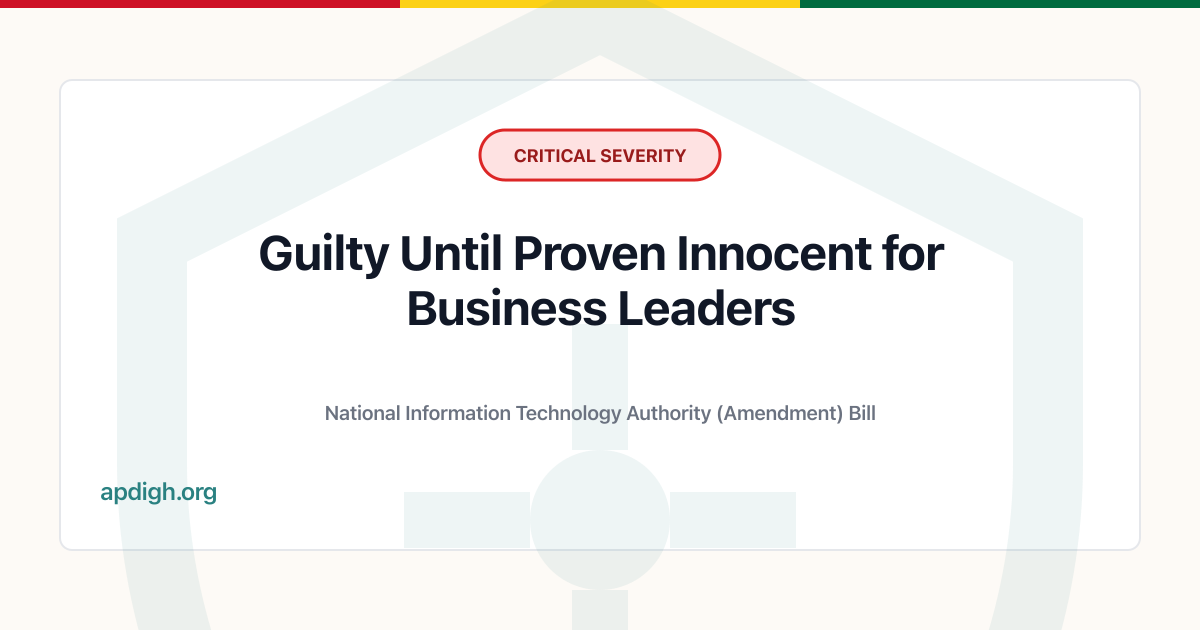 CRITICAL SEVERITY
Guilty Until Proven Innocent for
Business Leaders
National Information Technology Authority (Amendment) Bill
apdigh.org